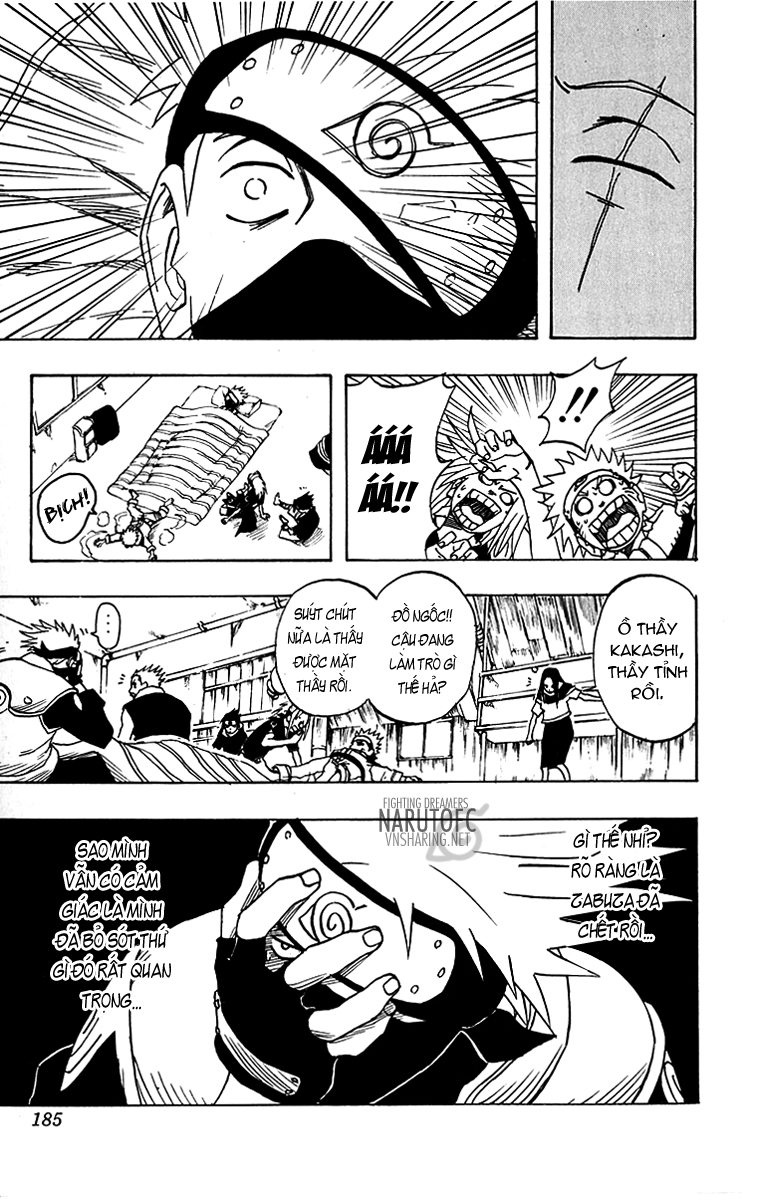 !!
ÁÁÁ
ÁÁ!!
BỊCH!
Ồ THẦY
KAKASHI,
THẦY TỈNH
RỒI.
ĐỒ NGỐC!!
CẬU ĐANG
LÀM TRÒ GÌ
THẾ HẢ?
SUÝT CHÚT
NỮA LÀ THẤY
ĐƯỢC MẶT
THẦY RỒI.
...
FIGHTING DREAMERS
NARUTOFC
VNSHARING.NET
GÌ THẾ NHỈ?
RÕ RÀNG LÀ
ZABUZA ĐÃ
CHẾT RỒI...
SAO MÌNH
VẪN CÓ CẢM
GIÁC LÀ MÌNH
ĐÃ BỎ SÓT THỨ
GÌ ĐÓ RẤT QUAN
TRỌNG...
185